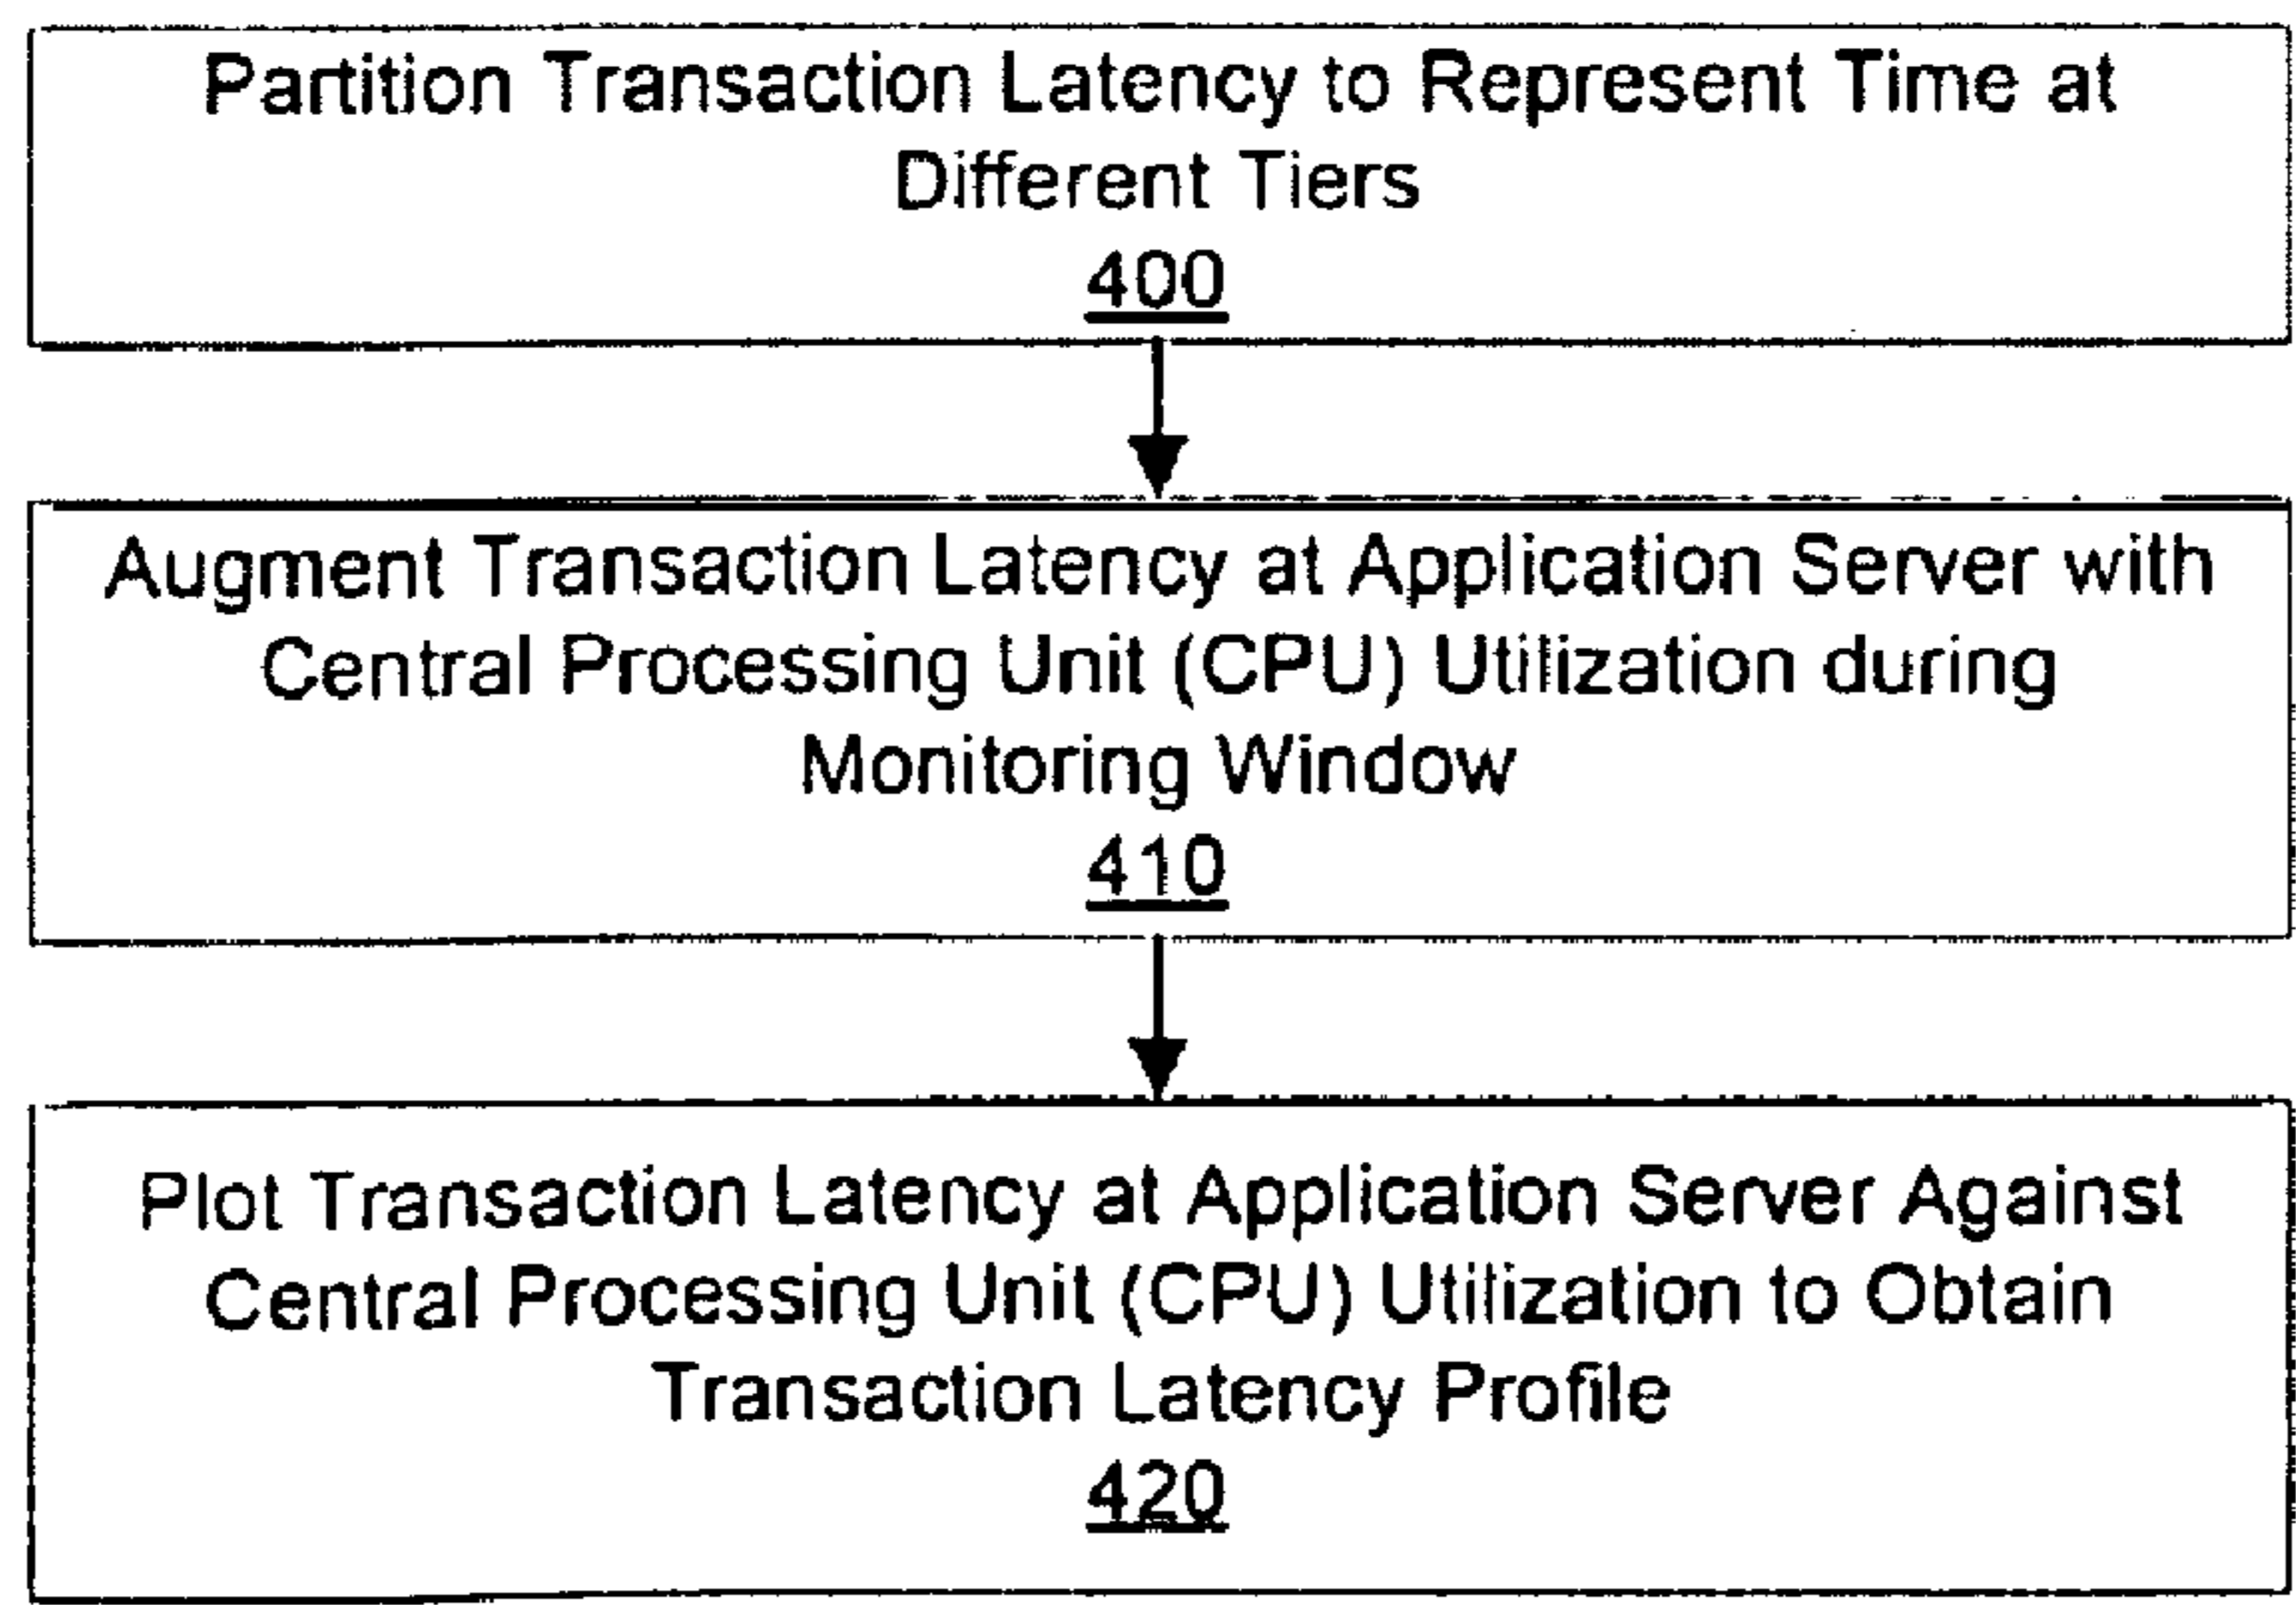 Partition Transaction Latency to Represent Time at
Different Tiers
400
Augment Transaction Latency at Application Server with
Central Processing Unit (CPU) Utilization during
Monitoring Window
410
Plot Transaction Latency at Application Server Against
Central Processing Unit (CPU) Utilization to Obtain
Transaction Latency Profile
420